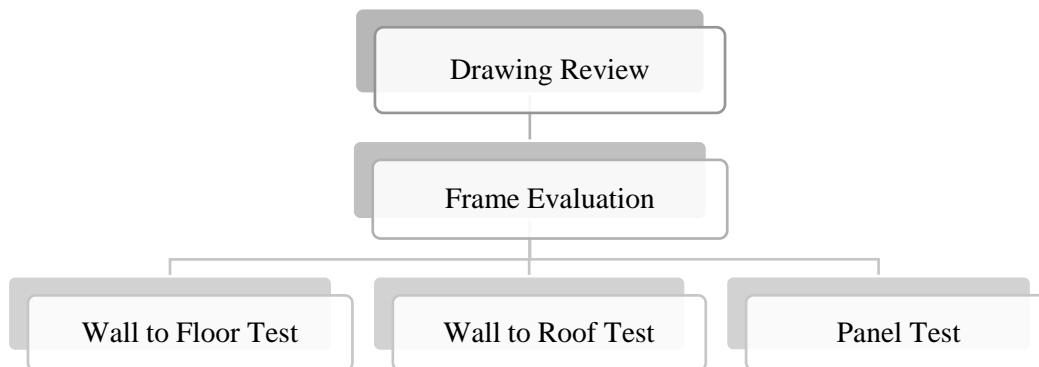 Drawing Review
Frame Evaluation
Wall to Floor Test
Wall to Roof Test
Panel Test